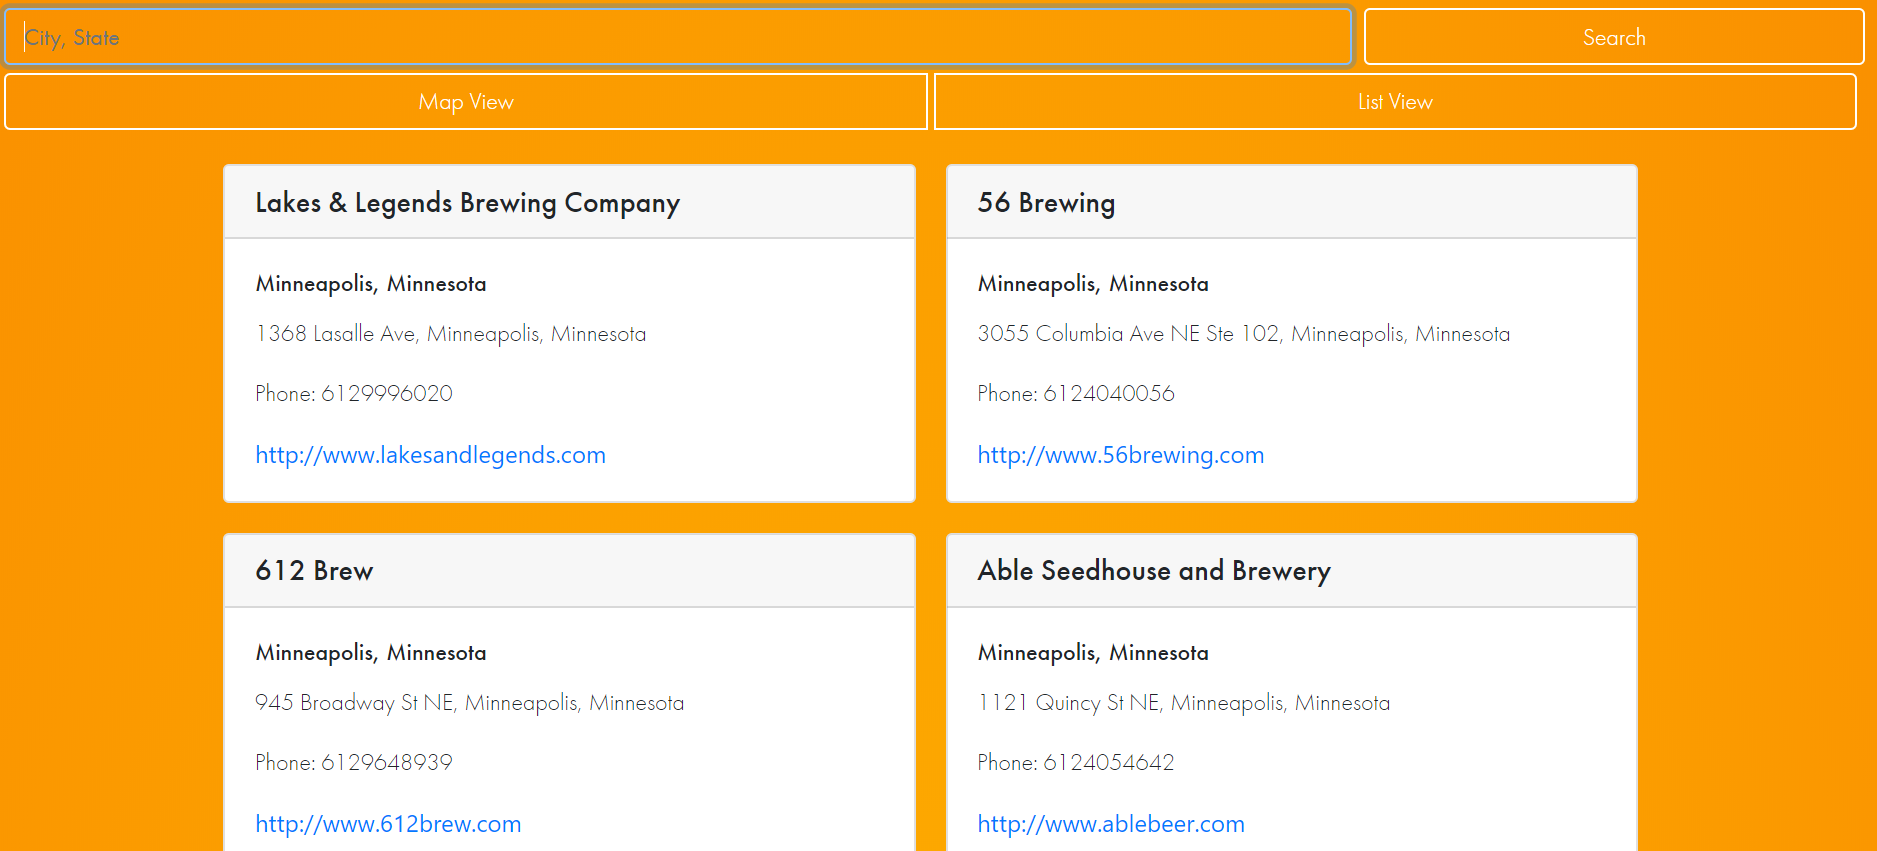 City, State
Search
Map View
List View
Lakes & Legends Brewing Company
Minneapolis, Minnesota
1368 Lasalle Ave, Minneapolis, Minnesota
Phone: 6129996020
http://www.lakesandlegends.com
56 Brewing
Minneapolis, Minnesota
3055 Columbia Ave NE Ste 102, Minneapolis, Minnesota
Phone: 6124040056
http://www.56brewing.com
612 Brew
Minneapolis, Minnesota
945 Broadway St NE, Minneapolis, Minnesota
Phone: 6129648939
http://www.612brew.com
Able Seedhouse and Brewery
Minneapolis, Minnesota
1121 Quincy St NE, Minneapolis, Minnesota
Phone: 6124054642
http://www.ablebeer.com